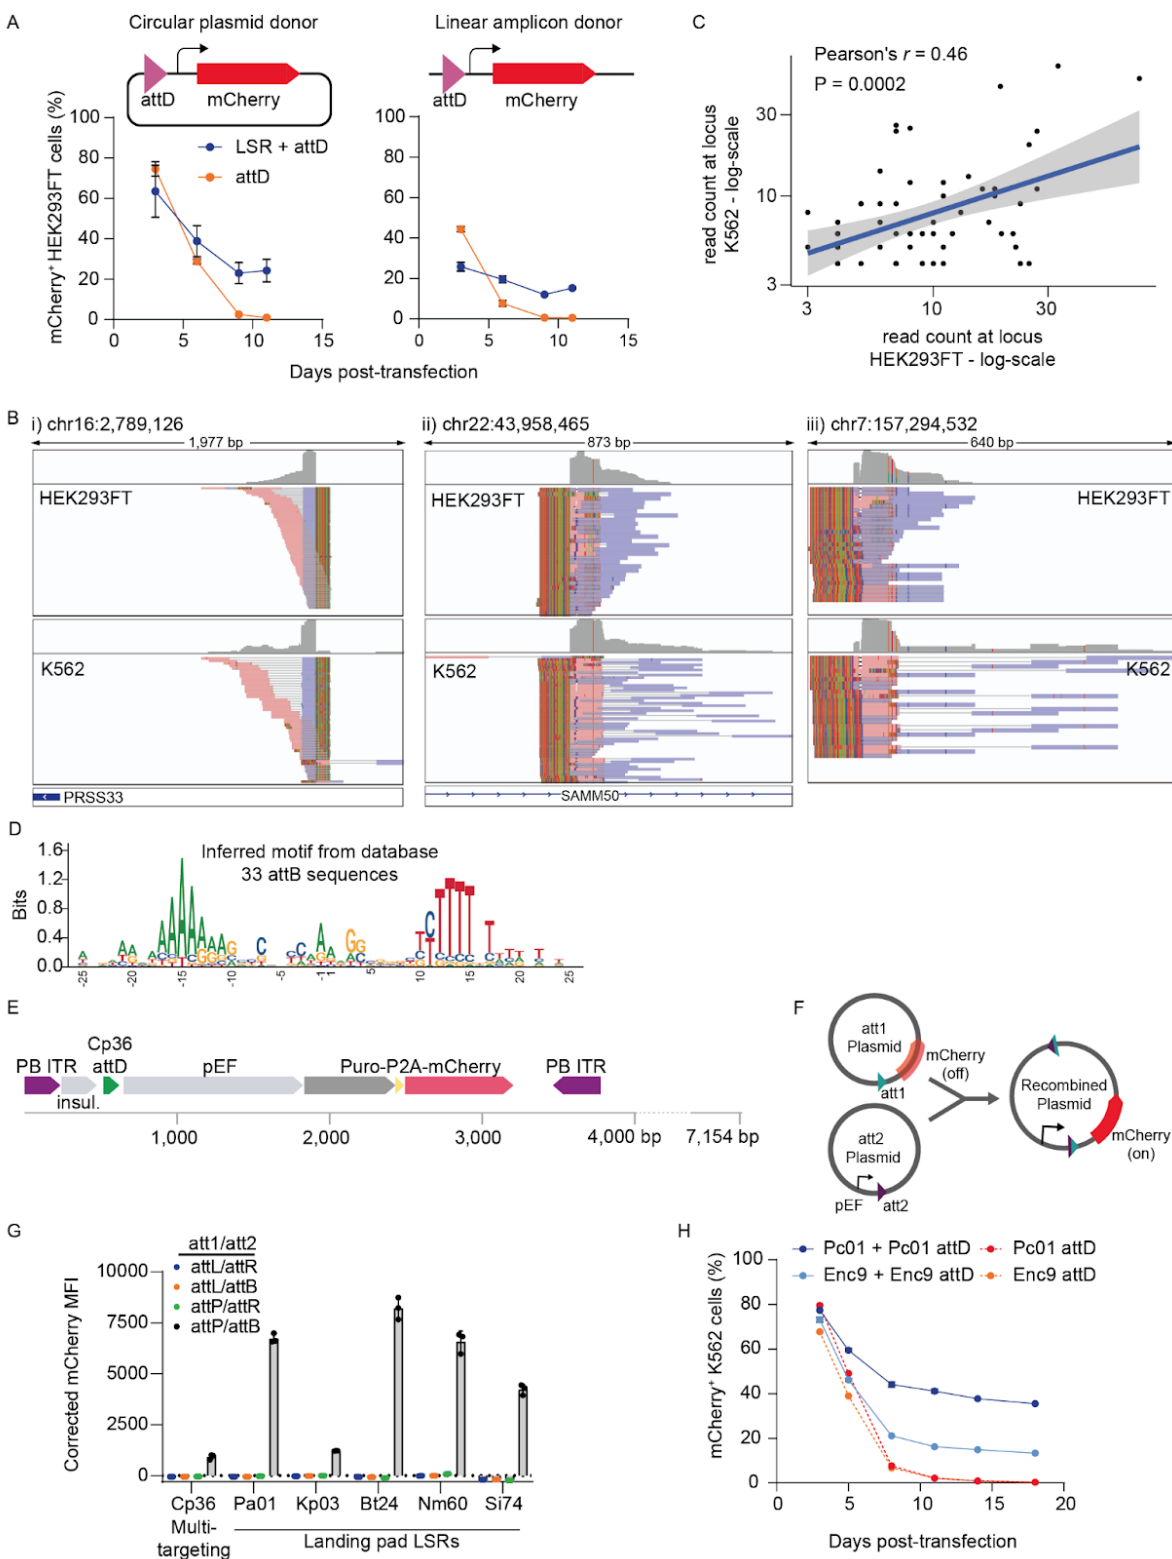 A
Circular plasmid donor
attD
mCherry
Linear amplicon donor
attD
mCherry
mCherry⁺ HEK293FT cells (%)
100
80
60
40
20
0
LSR + attD
attD
0
5
10
15
100
80
60
40
20
0
0
5
10
15
Days post-transfection
C
Pearson's r = 0.46
P = 0.0002
read count at locus
K562 - log-scale
30
10
3
3
10
30
read count at locus
HEK293FT - log-scale
B
i) chr16:2,789,126
1,977 bp
HEK293FT
K562
PRSS33
ii) chr22:43,958,465
873 bp
HEK293FT
K562
SAMM50
iii) chr7:157,294,532
640 bp
HEK293FT
K562
D
Inferred motif from database
33 attB sequences
Bits
1.6
1.2
0.8
0.4
0.0
-25
-20
-15
-10
-5
-1
1
5
10
15
20
25
E
PB ITR
insul.
Cp36
attD
pEF
Puro-P2A-mCherry
PB ITR
1,000
2,000
3,000
4,000 bp
7,154 bp
F
att1
Plasmid
mCherry
(off)
att1
att2
Plasmid
pEF
att2
Recombined
Plasmid
mCherry
(on)
G
att1/att2
attL/attR
attL/attB
attP/attR
attP/attB
Corrected mCherry MFI
10000
7500
5000
2500
0
Cp36
Pa01
Kp03
Bt24
Nm60
Si74
Multi-
targeting
Landing pad LSRs
H
Pc01 + Pc01 attD
Enc9 + Enc9 attD
Pc01 attD
Enc9 attD
mCherry⁺ K562 cells (%)
100
80
60
40
20
0
0
5
10
15
20
Days post-transfection